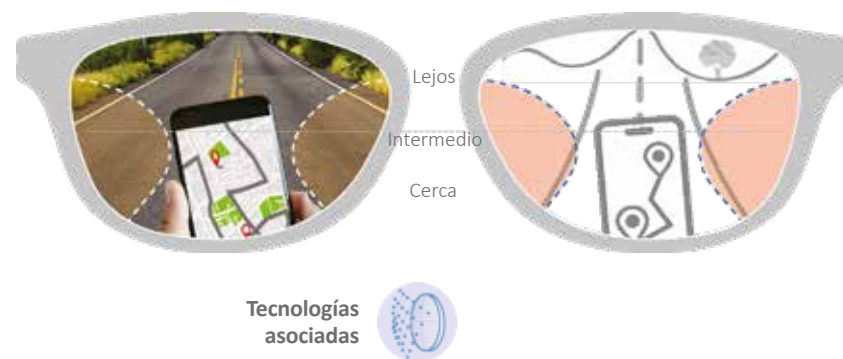 Lejos
Intermedio
Cerca
Tecnologías
asociadas